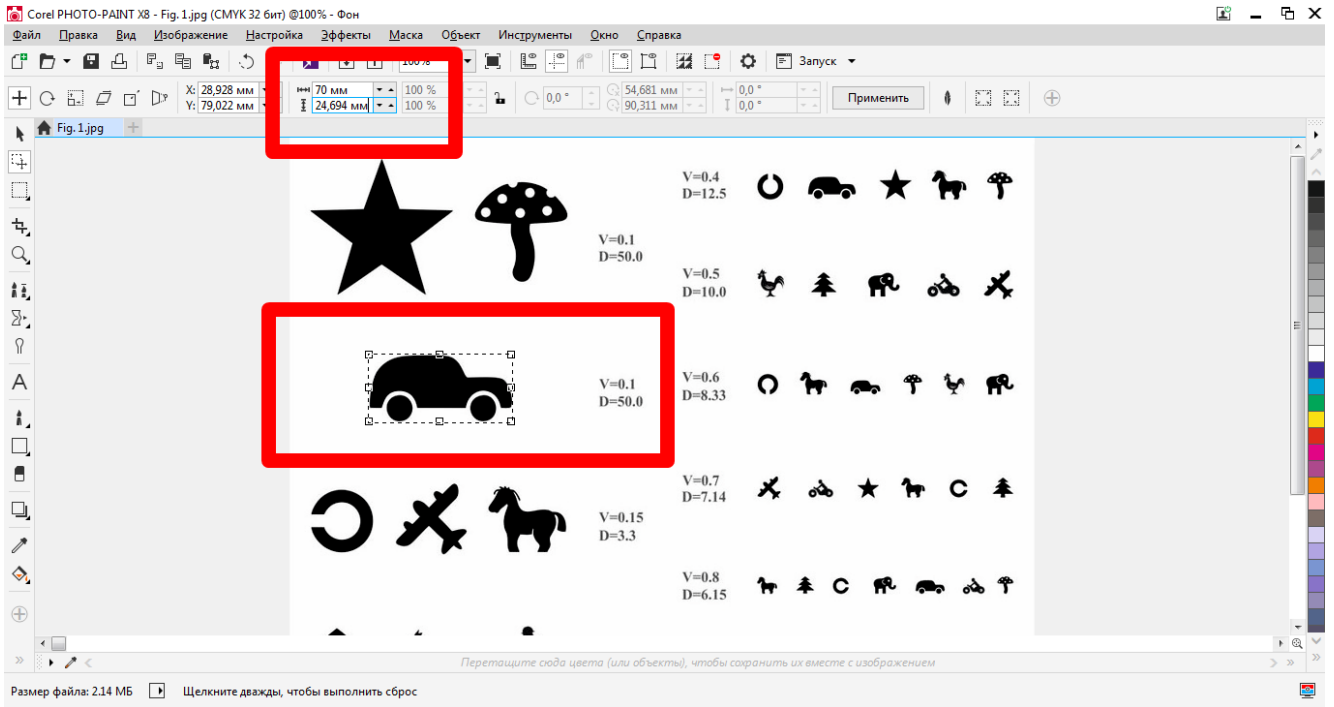 Corel PHOTO-PAINT X8 - Fig. 1.jpg (CMYK 32 бит) @100% - Фон
Файл Правка Вид Изображение Настройка Эффекты Маска Объект Инструменты Окно Справка
100% Запуск
X: 28,928 мм 70 мм 100 % 54,681 мм 0,0 °
Y: 79,022 мм 24,694 мм 100 % 0,0 ° 90,311 мм 0,0 ° Применить
Fig. 1.jpg
V=0.1
D=50.0
V=0.1
D=50.0
V=0.15
D=3.3
V=0.4
D=12.5
V=0.5
D=10.0
V=0.6
D=8.33
V=0.7
D=7.14
V=0.8
D=6.15
Перетащите сюда цвета (или объекты), чтобы сохранить их вместе с изображением
Размер файла: 2.14 МБ Щелкните дважды, чтобы выполнить сброс